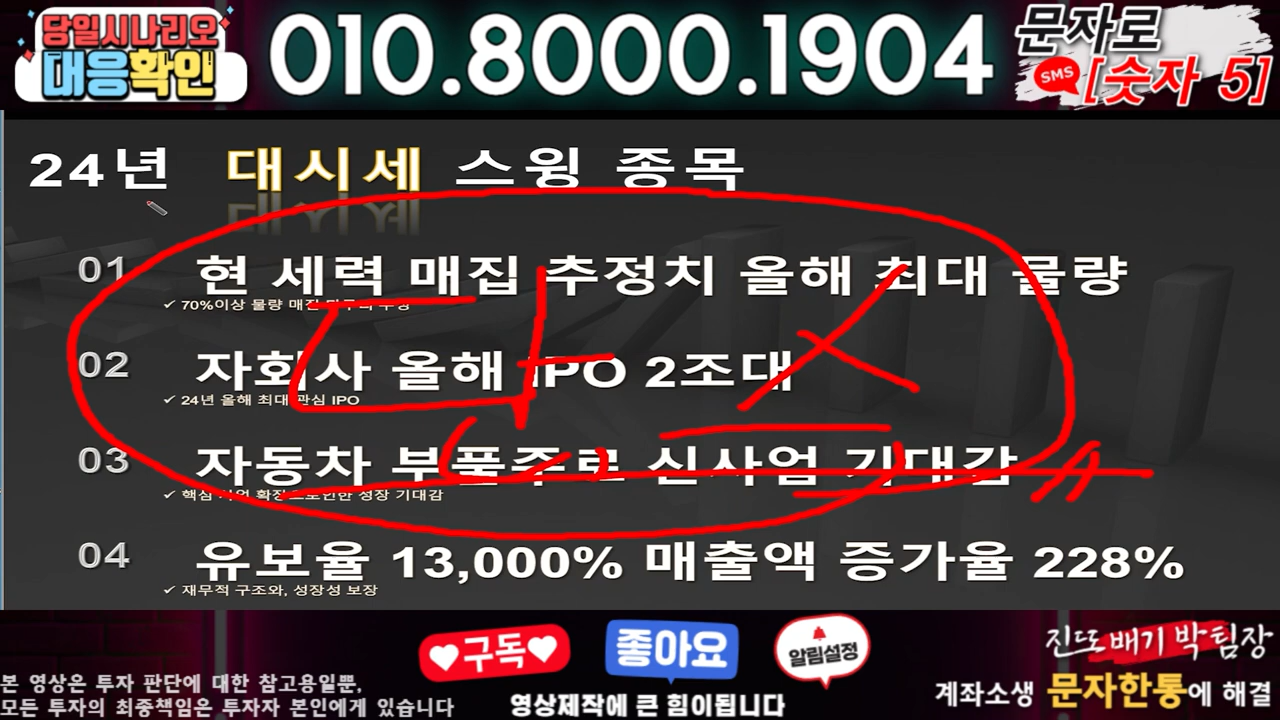 당일시나리오
대응확인
010.8000.1904
문자로
SMS [숫자 5]
24년 대시세 스윙 종목
01 현 세력 매집 추정치 올해 최대 물량
✓ 70%이상 물량 매집
02 자회사 올해 IPO 2조대
✓ 24년 올해 최대 관심 IPO
03 자동차 부품주로 신사업 기대감
✓ 핵심 사업 확장으로인한 성장 기대감
04 유보율 13,000% 매출액 증가율 228%
✓ 재무적 구조와, 성장성 보장
구독
좋아요
알림설정
영상제작에 큰 힘이됩니다
본 영상은 투자 판단에 대한 참고용일뿐,
모든 투자의 최종책임은 투자자 본인에게 있습니다
진또배기 박팀장
계좌소생 문자한통에 해결